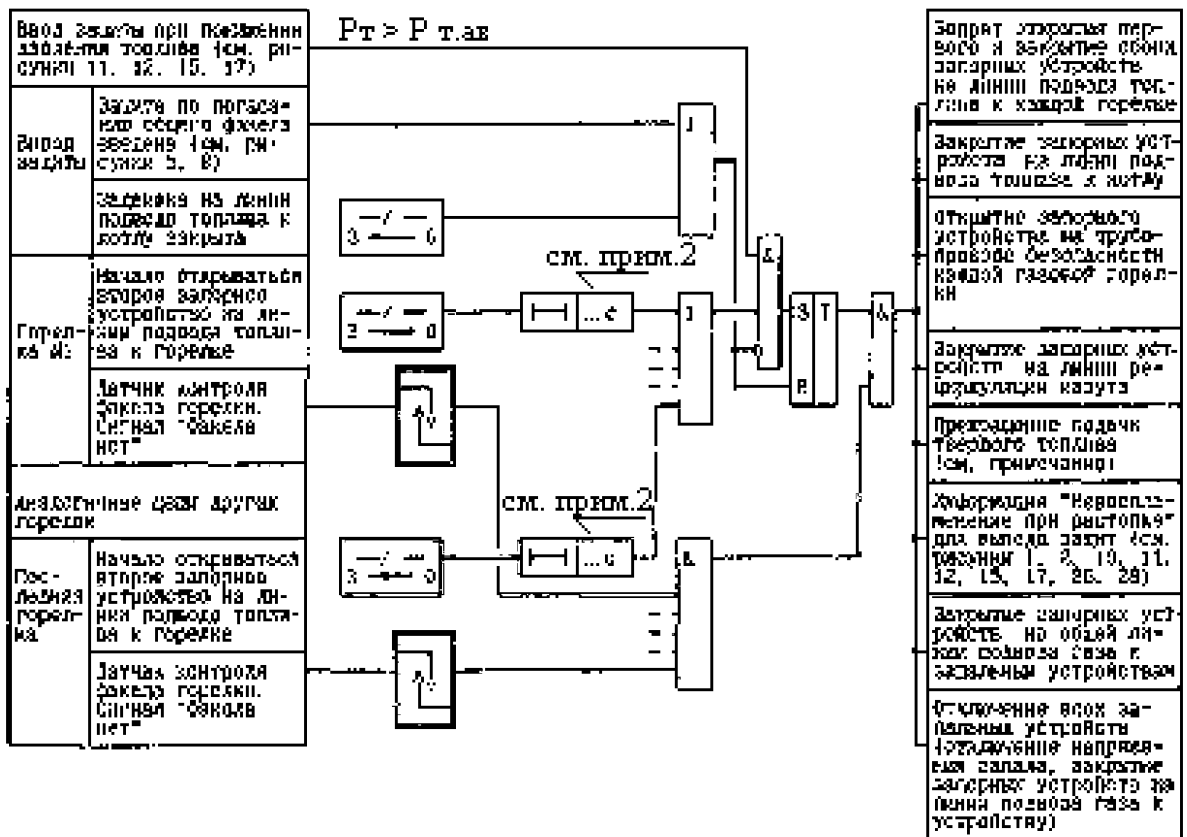 Ввод защиты при повышении
давления топлива (см. ри-
сунки 11, 12, 15, 17)
Рт > Р т.ав
Вывод
защиты
Защита по погаса-
нию общего факела
введена (см. ри-
сунки 5, 8)
Задвижка на линии
подвода топлива к
котлу закрыта
Горел-
ка №
Начало открываться
второе запорное
устройство на ли-
нии подвода топли-
ва к горелке
Датчик контроля
факела горелки.
Сигнал "Факела
нет"
Аналогичные цепи других
горелок
Пос-
ледняя
горел-
ка
Начало открываться
второе запорное
устройство на ли-
нии подвода топли-
ва к горелке
Датчик контроля
факела горелки.
Сигнал "Факела
нет"
см. прим.2
...с
см. прим.2
...с
1
1
&
&
З Т
Р
&
Запрет открытия пер-
вого и закрытие обоих
запорных устройств
на линии подвода топ-
лива к каждой горелке
Закрытие запорных уст-
ройств на линии под-
вода топлива к котлу
Открытие запорного
устройства на трубо-
проводе безопасности
каждой газовой горел-
ки
Закрытие запорных уст-
ройств на линии ре-
циркуляции мазута
Прекращение подачи
твердого топлива
(см. примечание)
Информация "Невоспла-
менение при растопке"
для вывода защит (см.
рисунки 1, 2, 10, 11,
12, 15, 17, 26, 28)
Закрытие запорных уст-
ройств на общей ли-
нии подвода газа к
запальным устройствам
Отключение всех за-
пальных устройств
(отключение напряже-
ния запала, закрытие
запорных устройств на
линии подвода газа к
устройству)